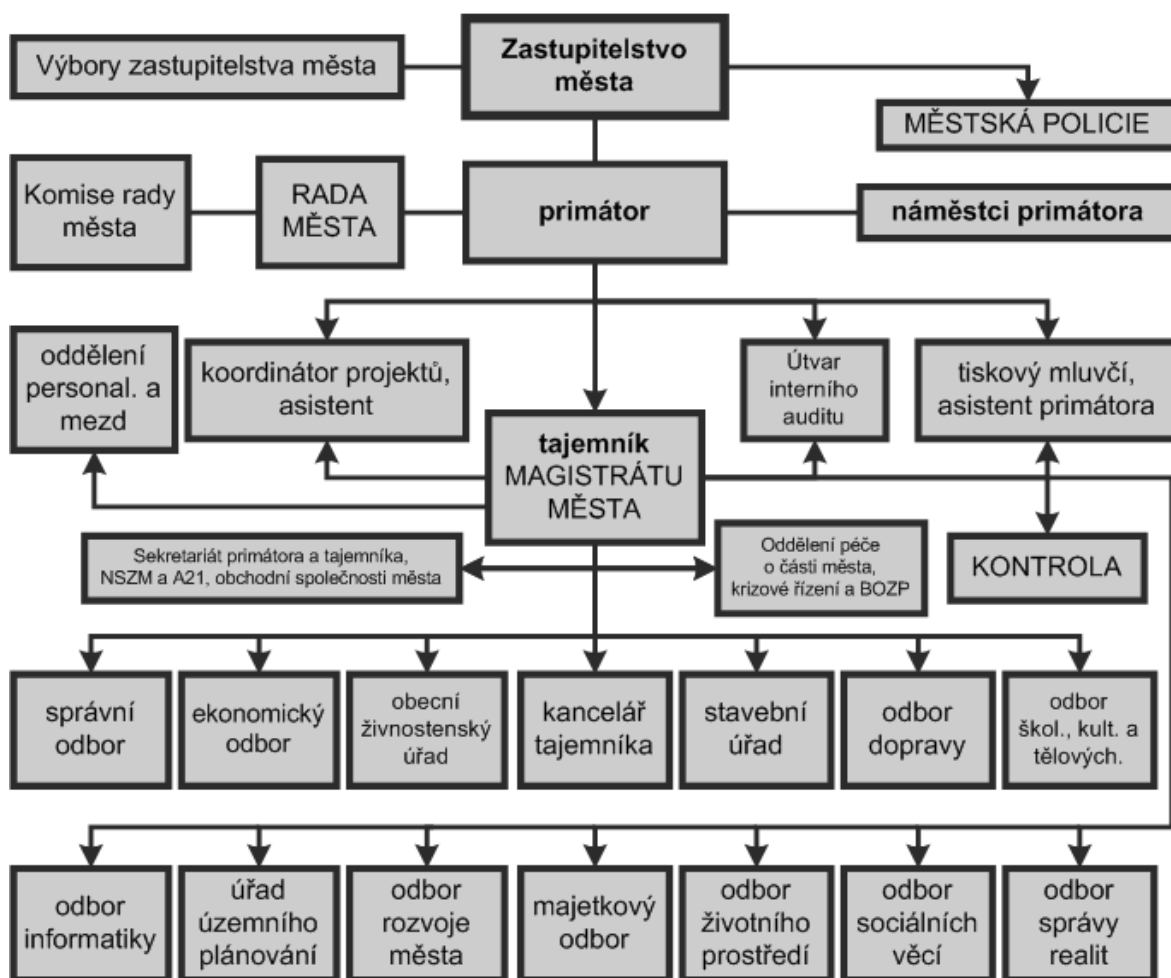 Výbory zastupitelstva města
Zastupitelstvo
města
MĚSTSKÁ POLICIE
Komise rady
města
RADA
MĚSTA
primátor
náměstci primátora
oddělení
personal. a
mezd
koordinátor projektů,
asistent
Útvar
interního
auditu
tiskový mluvčí,
asistent primátora
tajemník
MAGISTRÁTU
MĚSTA
Sekretariát primátora a tajemníka,
NSZM a A21, obchodní společnosti města
Oddělení péče
o části města,
krizové řízení a BOZP
KONTROLA
správní
odbor
ekonomický
odbor
obecní
živnostenský
úřad
kancelář
tajemníka
stavební
úřad
odbor
dopravy
odbor
škol., kult. a
tělových.
odbor
informatiky
úřad
územního
plánování
odbor
rozvoje
města
majetkový
odbor
odbor
životního
prostředí
odbor
sociálních
věcí
odbor
správy
realit